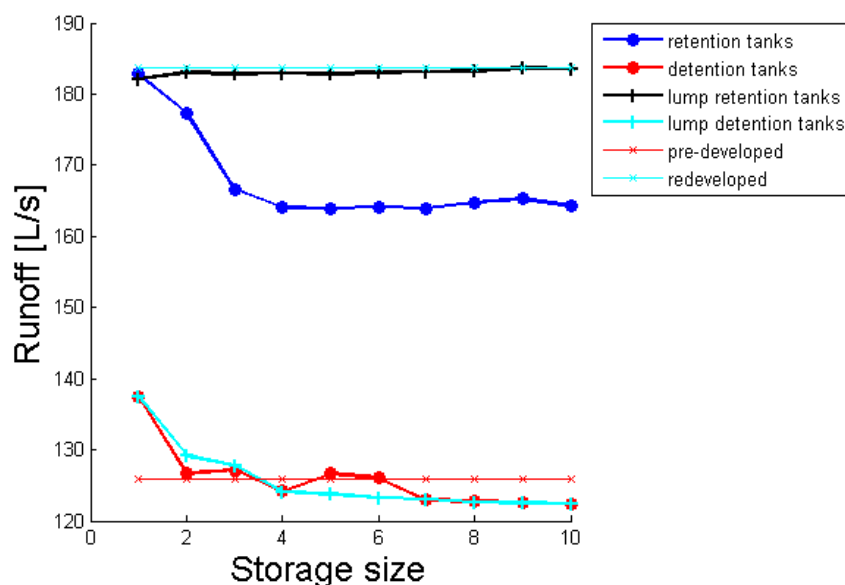 190
180
170
160
150
140
130
120
0
2
4
6
8
10
Runoff [L/s]
Storage size
retention tanks
detention tanks
lump retention tanks
lump detention tanks
pre-developed
redeveloped